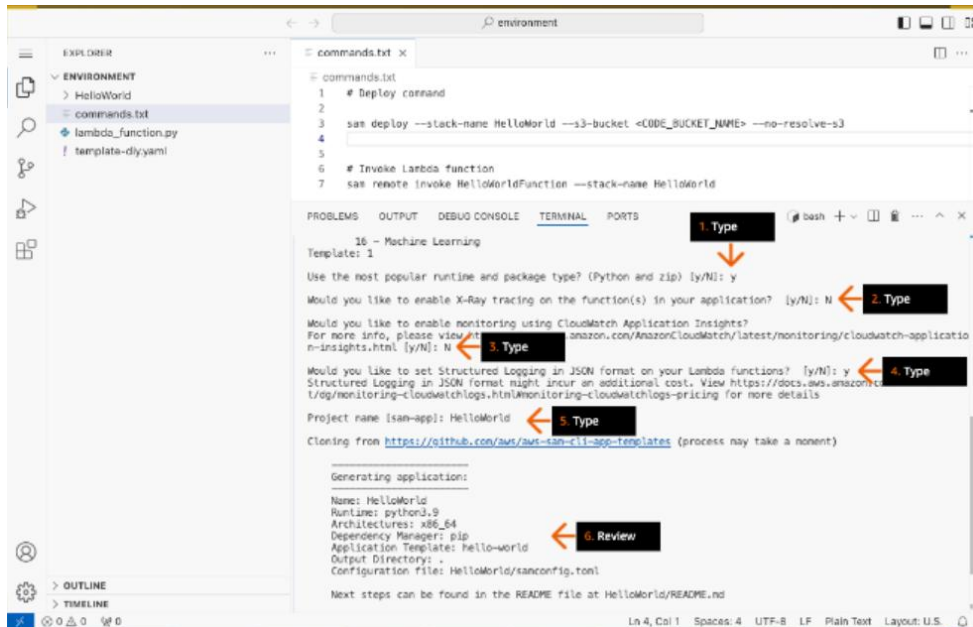 environment
EXPLORER
ENVIRONMENT
HelloWorld
commands.txt
lambda_function.py
template-diy.yaml
OUTLINE
TIMELINE
commands.txt
commands.txt
1 # Deploy command
2
3 sam deploy --stack-name HelloWorld --s3-bucket <CODE_BUCKET_NAME> --no-resolve-s3
4
5
6 # Invoke Lambda function
7 sam remote invoke HelloWorldFunction --stack-name HelloWorld
PROBLEMS OUTPUT DEBUG CONSOLE TERMINAL PORTS
bash
1. Type
16 - Machine Learning
Template: 1
Use the most popular runtime and package type? (Python and zip) [y/N]: y
Would you like to enable X-Ray tracing on the function(s) in your application? [y/N]: N
2. Type
Would you like to enable monitoring using CloudWatch Application Insights?
For more info, please view ht amazon.com/AmazonCloudWatch/latest/monitoring/cloudwatch-applicatio
n-insights.html [y/N]: N
3. Type
Would you like to set Structured Logging in JSON format on your Lambda functions? [y/N]: y
4. Type
Structured Logging in JSON format might incur an additional cost. View https://docs.aws.amazon.co
t/dg/monitoring-cloudwatchlogs.html#monitoring-cloudwatchlogs-pricing for more details
Project name [sam-app]: HelloWorld
5. Type
Cloning from https://github.com/aws/aws-sam-cli-app-templates (process may take a moment)
Generating application:
Name: HelloWorld
Runtime: python3.9
Architectures: x86_64
Dependency Manager: pip
6. Review
Application Template: hello-world
Output Directory: .
Configuration file: HelloWorld/samconfig.toml
Next steps can be found in the README file at HelloWorld/README.md
0 0 0
Ln 4, Col 1 Spaces: 4 UTF-8 LF Plain Text Layout: U.S.